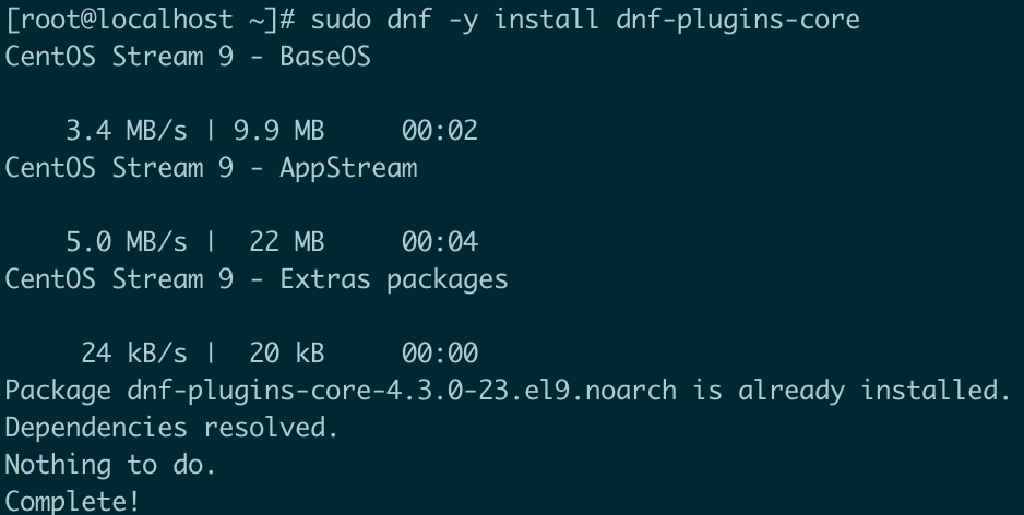 [root@localhost ~]# sudo dnf -y install dnf-plugins-core
CentOS Stream 9 - BaseOS
3.4 MB/s | 9.9 MB     00:02
CentOS Stream 9 - AppStream
5.0 MB/s |  22 MB     00:04
CentOS Stream 9 - Extras packages
24 kB/s |  20 kB     00:00
Package dnf-plugins-core-4.3.0-23.el9.noarch is already installed.
Dependencies resolved.
Nothing to do.
Complete!